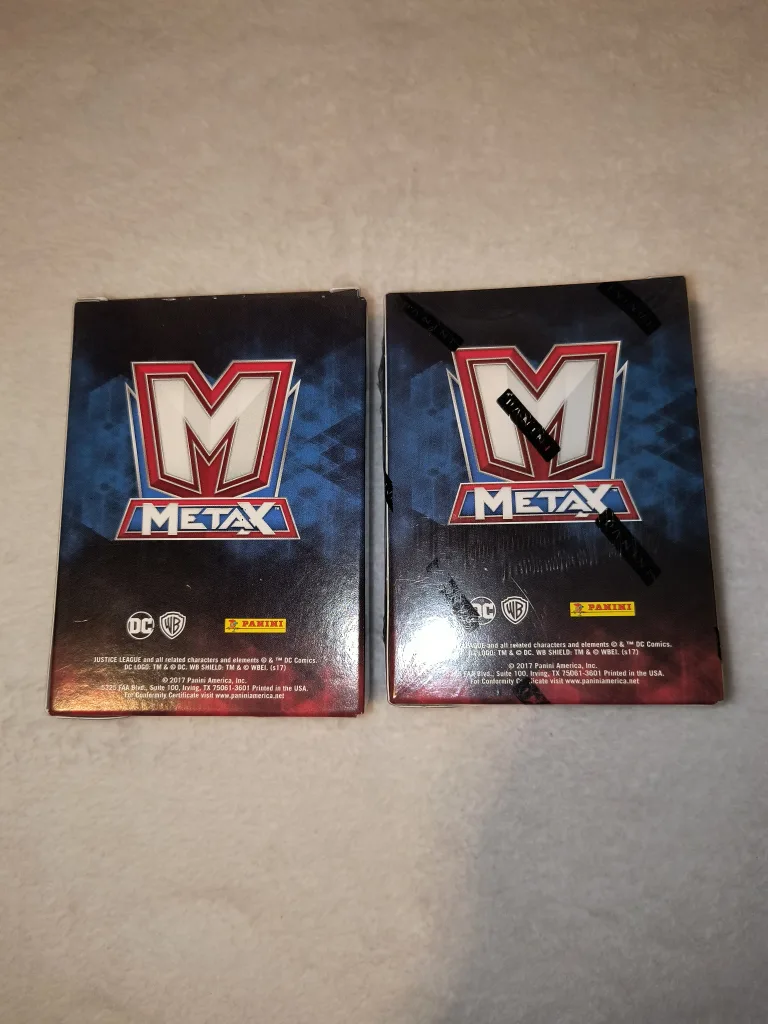 M
METAX™
DC WB PANINI
JUSTICE LEAGUE and all related characters and elements © & ™ DC Comics.
DC LOGO: TM & © DC. WB SHIELD: TM & © WBEI. (s17)
© 2017 Panini America, Inc.
5325 FAA Blvd., Suite 100, Irving, TX 75061-3601 Printed in the USA.
For Conformity Certificate visit www.paniniamerica.net
M
PANINI
METAX™
DC WB PANINI
LEAGUE and all related characters and elements © & ™ DC Comics.
LOGO: TM & © DC. WB SHIELD: TM & © WBEI. (s17)
© 2017 Panini America, Inc.
FAA Blvd., Suite 100, Irving, TX 75061-3601 Printed in the USA.
For Conformity Certificate visit www.paniniamerica.net